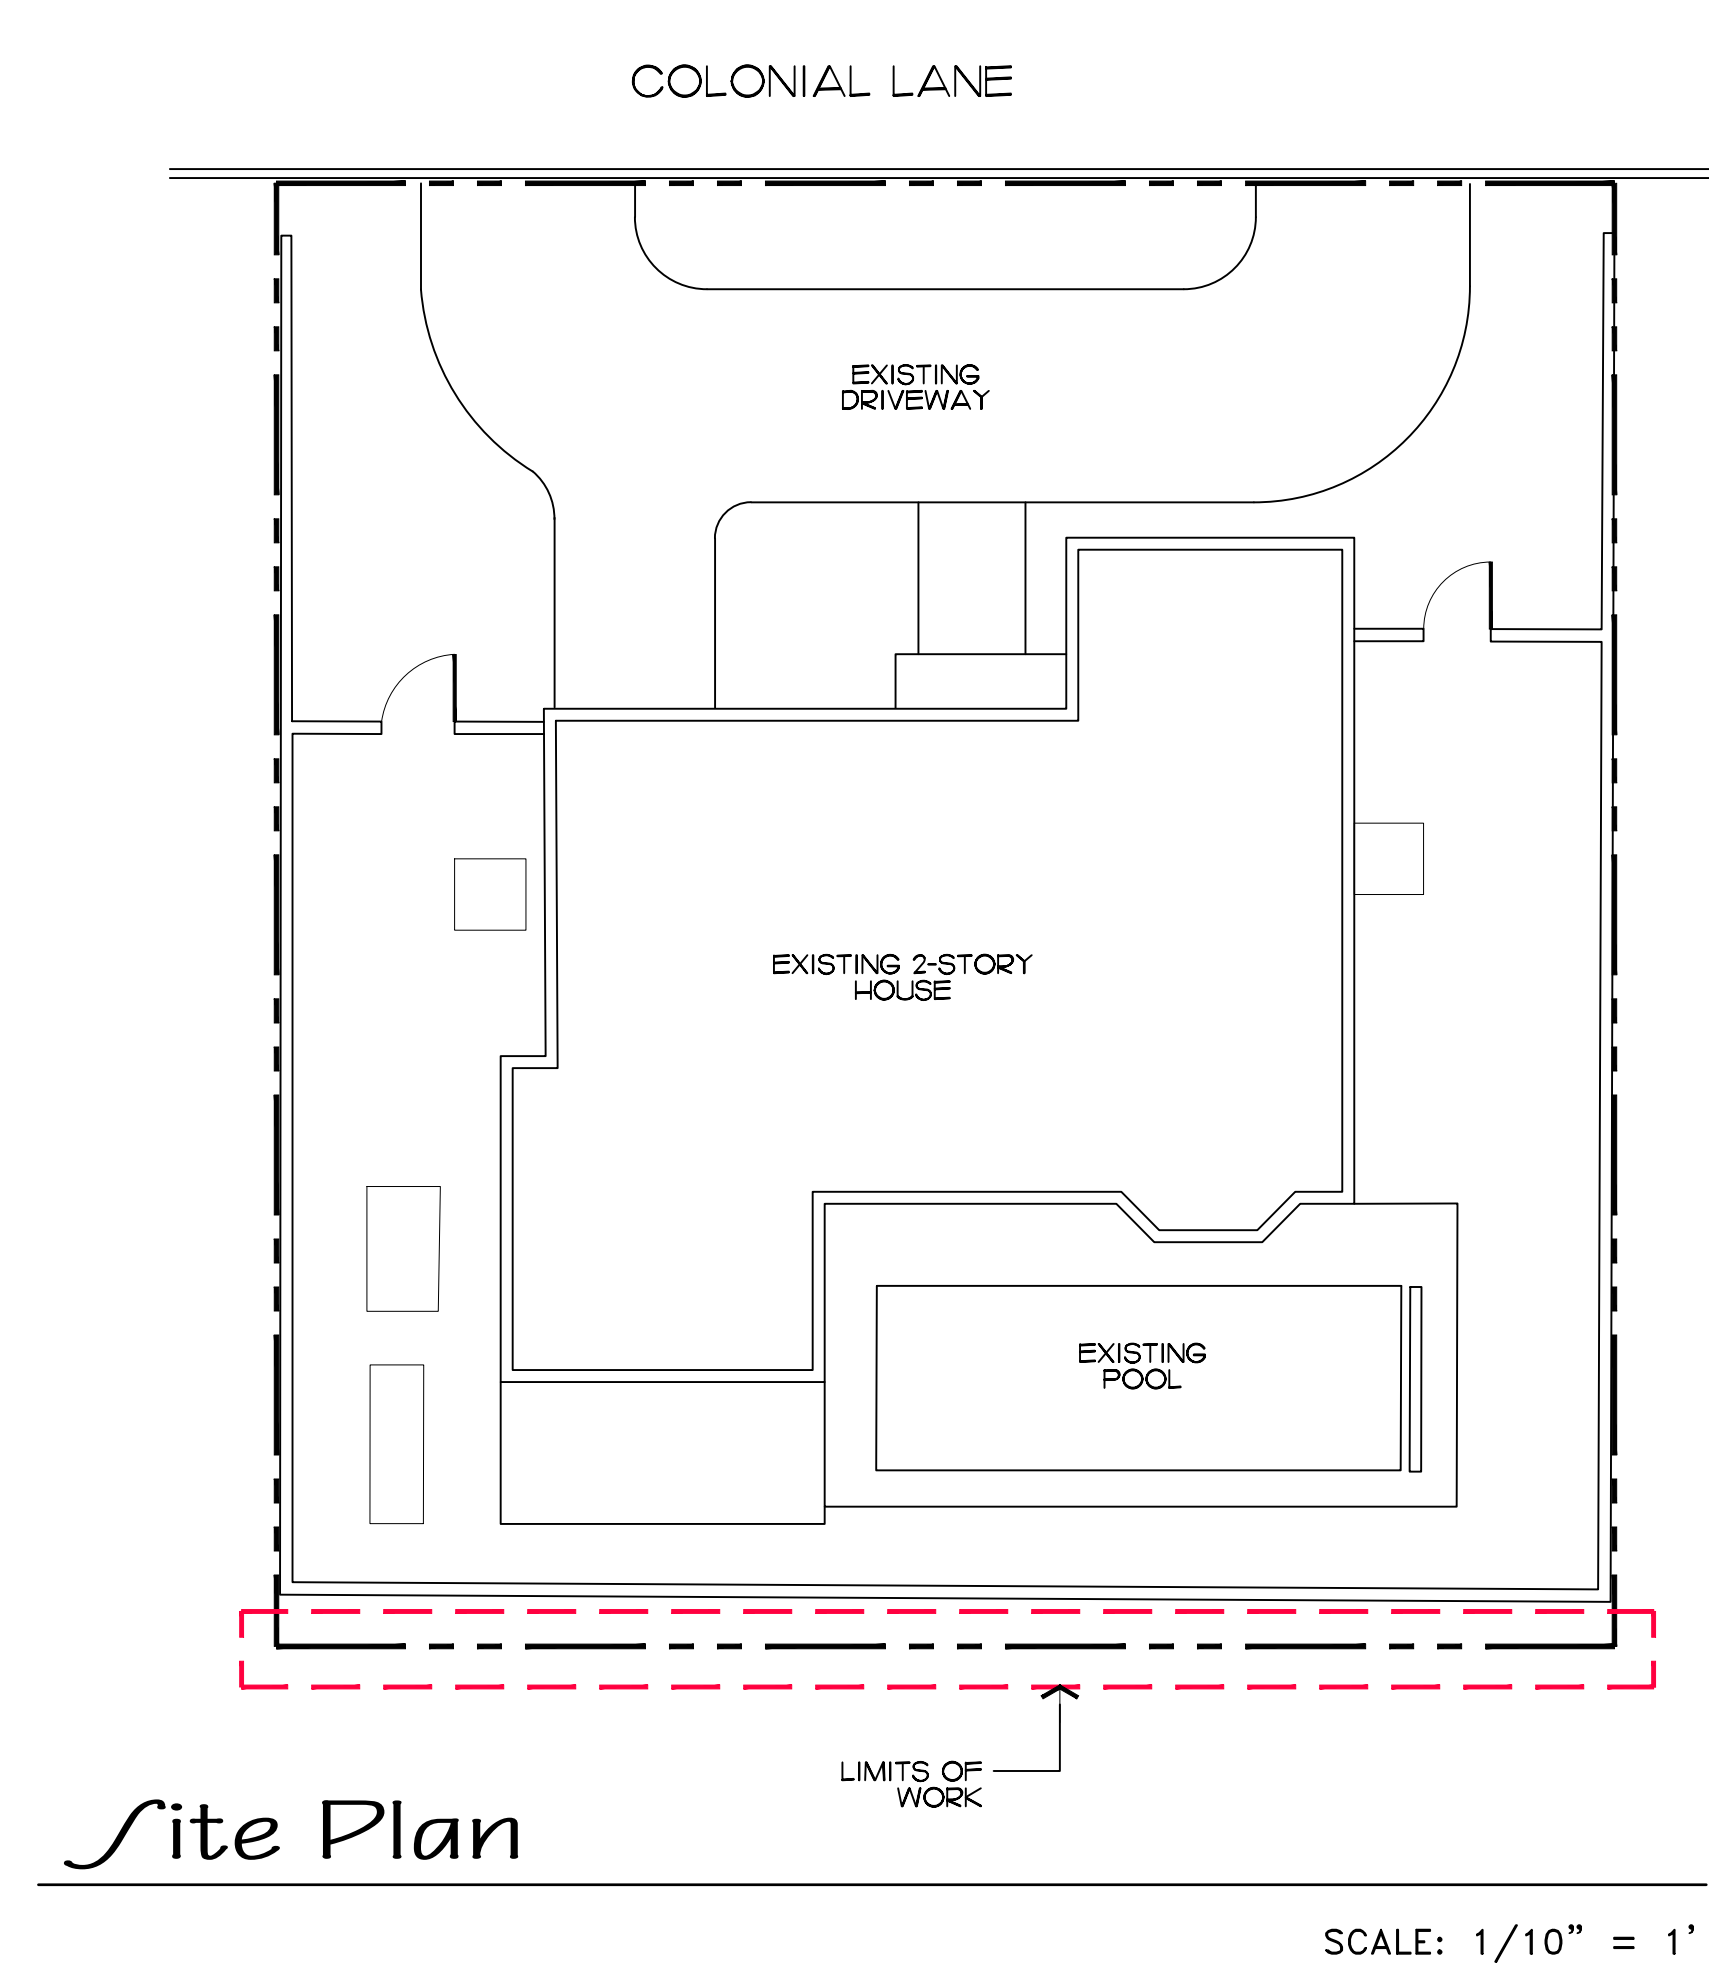 COLONIAL LANE
EXISTING
DRIVEWAY
EXISTING 2-STORY
HOUSE
EXISTING
POOL
LIMITS OF
WORK
Site Plan
SCALE: 1/10” = 1’